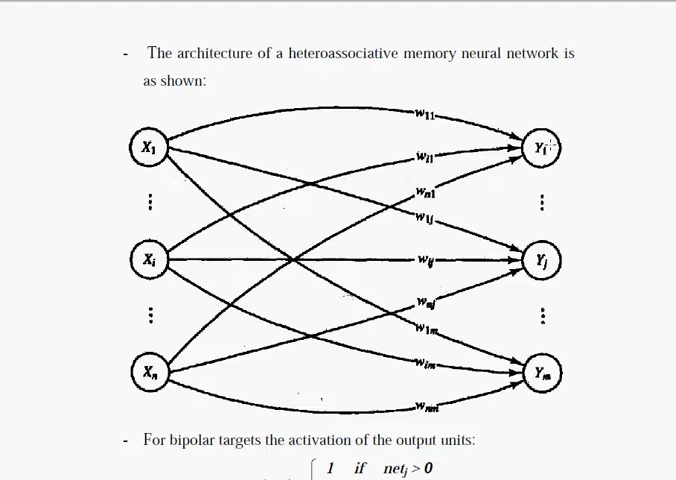 - The architecture of a heteroassociative memory neural network is
as shown:
w11
X1 wi1 Y1
wn1
w1j
Xi wij Yj
wnj
w1m
wim
Xn Ym
wnm
- For bipolar targets the activation of the output units:
1 if netj > 0